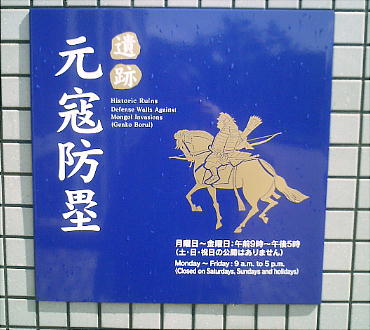 遺跡
元寇防塁
Historic Ruins
Defense Walls Against
Mongol Invasions
(Genko Borui)
月曜日～金曜日:午前9時～午後5時
(土・日・祝日の公開はありません)
Monday ～ Friday : 9 a.m. to 5 p.m.
(Closed on Saturdays, Sundays and holidays)